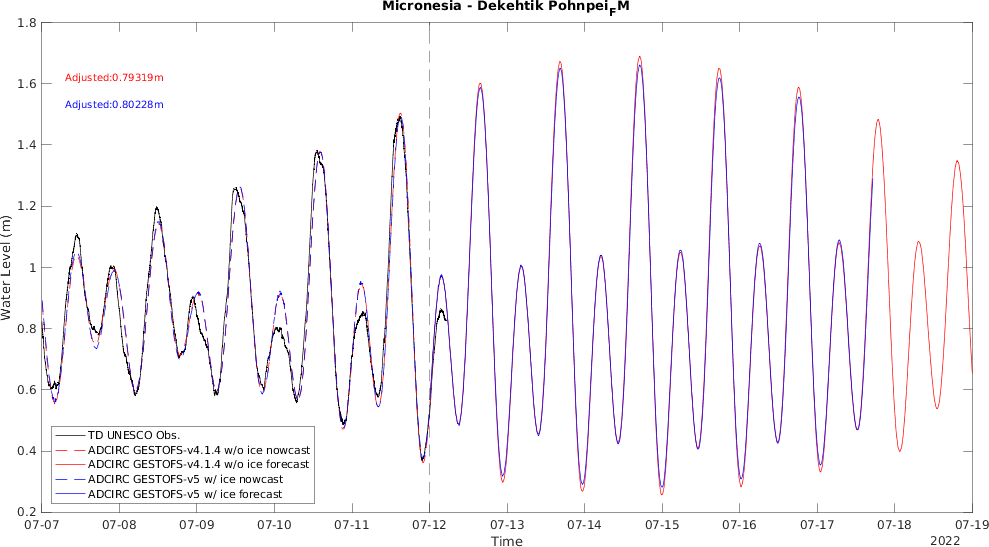 Micronesia - Dekehtik Pohnpei_FM
1.8
1.6
1.4
1.2
1
0.8
0.6
0.4
0.2
Water Level (m)
Adjusted:0.79319m
Adjusted:0.80228m
TD UNESCO Obs.
ADCIRC GESTOFS-v4.1.4 w/o ice nowcast
ADCIRC GESTOFS-v4.1.4 w/o ice forecast
ADCIRC GESTOFS-v5 w/ ice nowcast
ADCIRC GESTOFS-v5 w/ ice forecast
07-07 07-08 07-09 07-10 07-11 07-12 07-13 07-14 07-15 07-16 07-17 07-18 07-19
Time
2022